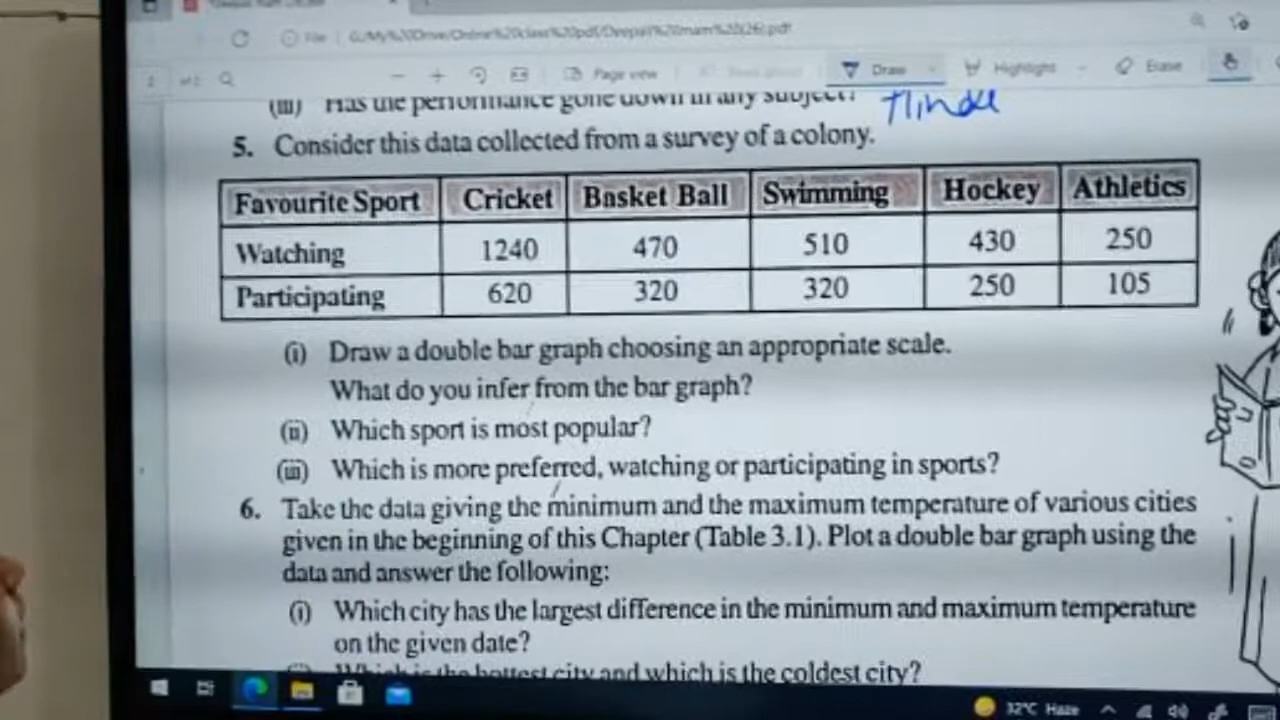 File
Page view
Draw
Highlight
Erase
(iii) Has the performance gone down in any subject?
5. Consider this data collected from a survey of a colony.
Favourite Sport Cricket Basket Ball Swimming Hockey Athletics
Watching 1240 470 510 430 250
Participating 620 320 320 250 105
(i) Draw a double bar graph choosing an appropriate scale.
What do you infer from the bar graph?
(ii) Which sport is most popular?
(iii) Which is more preferred, watching or participating in sports?
6. Take the data giving the minimum and the maximum temperature of various cities
given in the beginning of this Chapter (Table 3.1). Plot a double bar graph using the
data and answer the following:
(i) Which city has the largest difference in the minimum and maximum temperature
on the given date?
Which is the hottest city and which is the coldest city?
32°C Haze